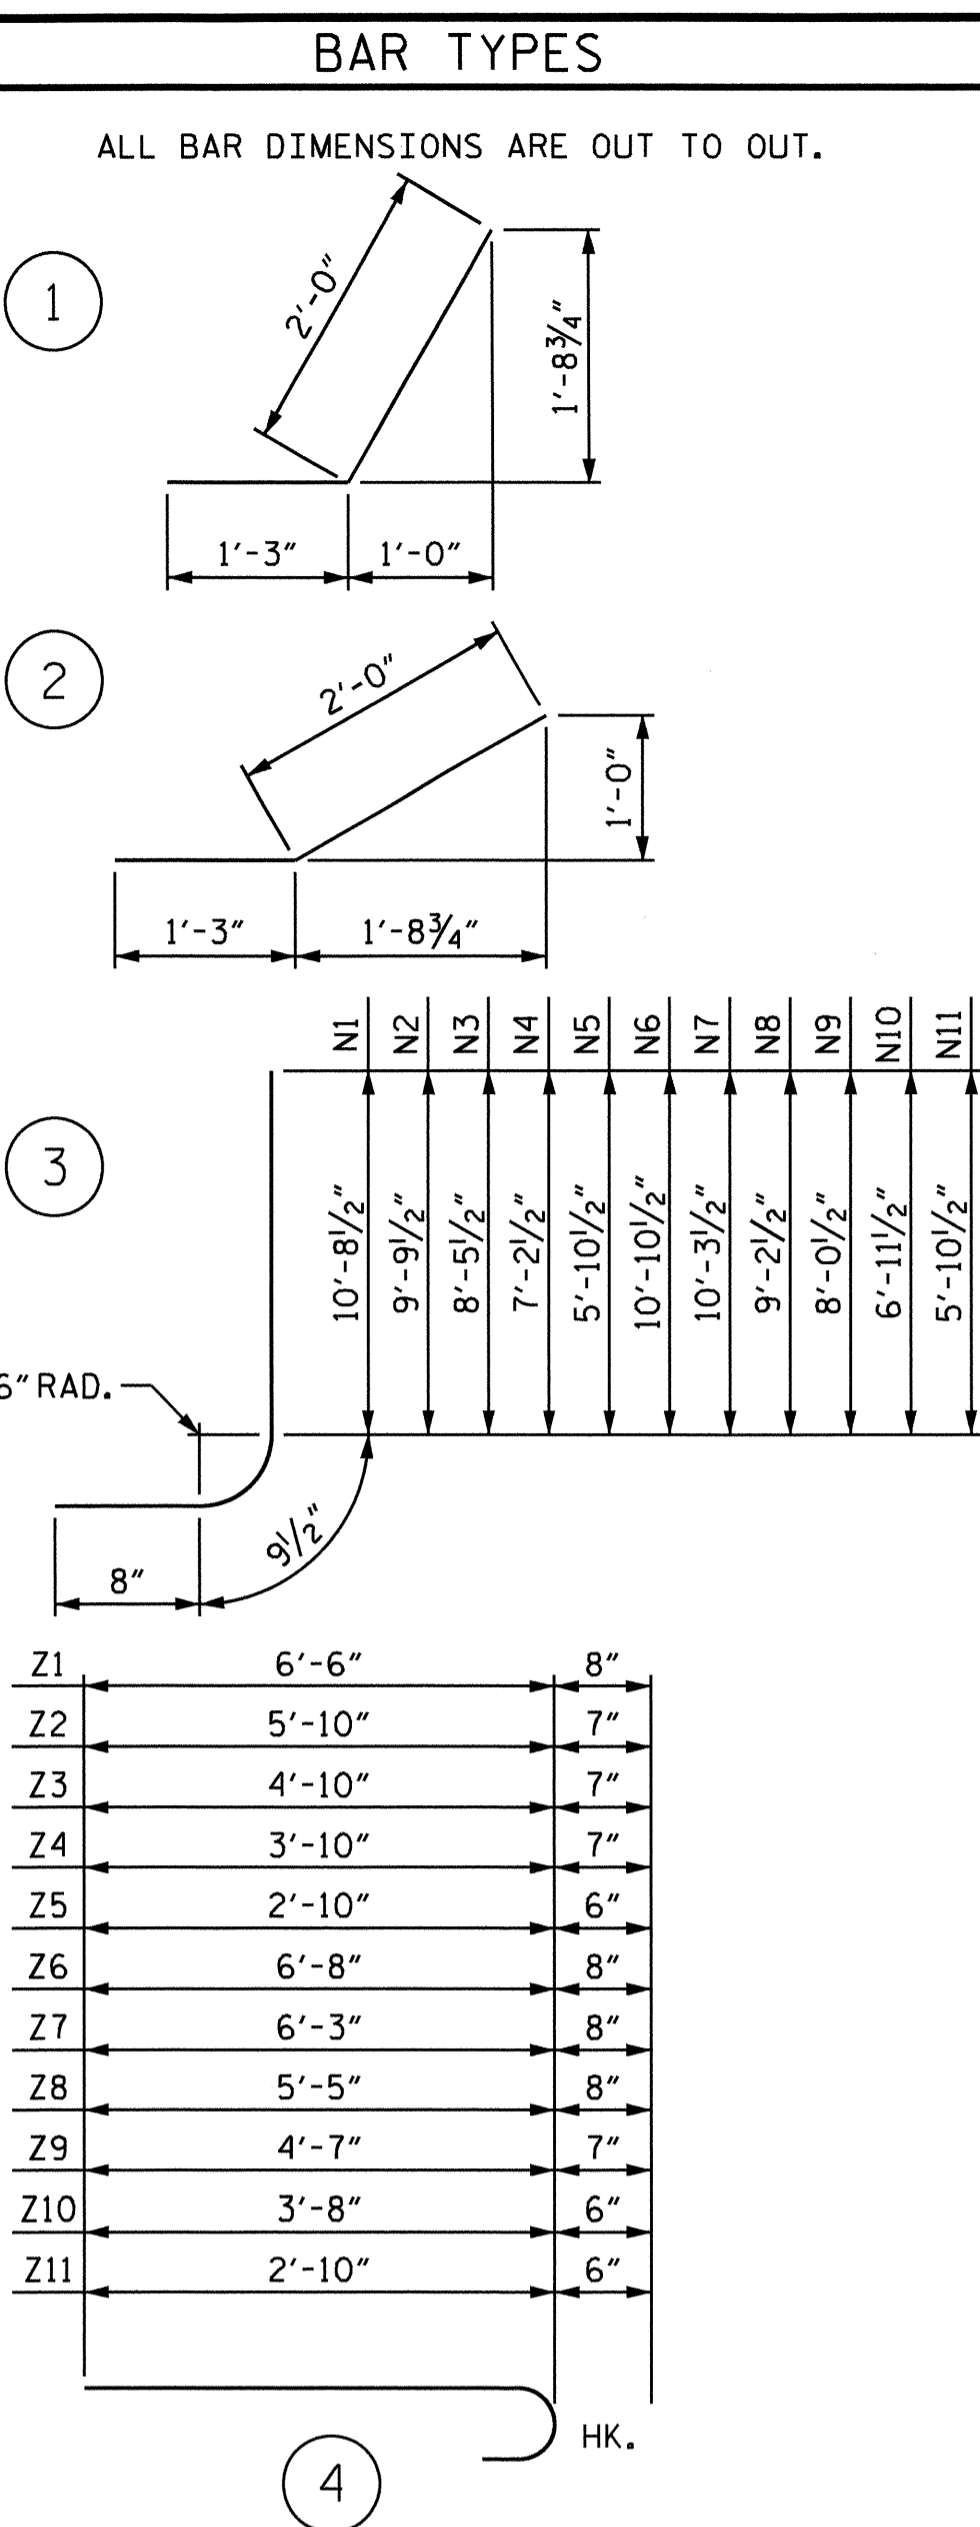 BAR TYPES
ALL BAR DIMENSIONS ARE OUT TO OUT.
1
2'-0"
1'-8¾"
1'-3" 1'-0"
2
2'-0"
1'-0"
1'-3" 1'-8¾"
N1 N2 N3 N4 N5 N6 N7 N8 N9 N10 N11
3
10'-8½" 9'-9½" 8'-5½" 7'-2½" 5'-10½" 10'-10½" 10'-3½" 9'-2½" 8'-0½" 6'-11½" 5'-10½"
6" RAD.
9½"
8"
Z1 6'-6" 8"
Z2 5'-10" 7"
Z3 4'-10" 7"
Z4 3'-10" 7"
Z5 2'-10" 6"
Z6 6'-8" 8"
Z7 6'-3" 8"
Z8 5'-5" 8"
Z9 4'-7" 7"
Z10 3'-8" 6"
Z11 2'-10" 6"
HK.
4